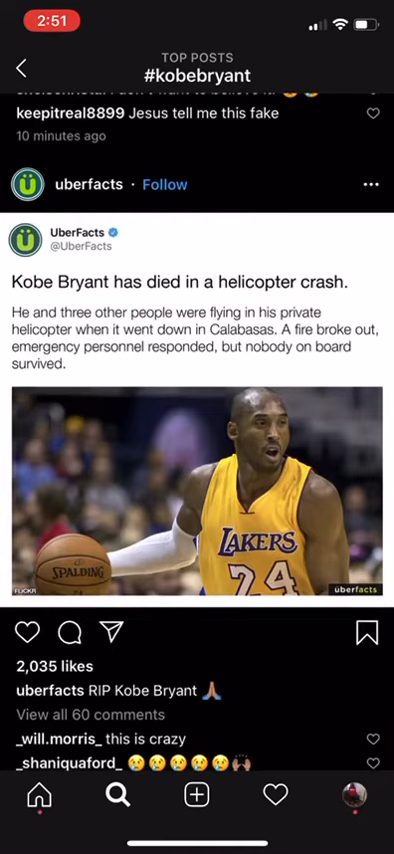 2:51
TOP POSTS
#kobebryant
keepitreal8899 Jesus tell me this fake
10 minutes ago
uberfacts · Follow
UberFacts
@UberFacts
Kobe Bryant has died in a helicopter crash.
He and three other people were flying in his private
helicopter when it went down in Calabasas. A fire broke out,
emergency personnel responded, but nobody on board
survived.
LAKERS
24
SPALDING
FLICKR
überfacts
2,035 likes
uberfacts RIP Kobe Bryant 🙏🏽
View all 60 comments
_will.morris_ this is crazy
_shaniquaford_ 😢😢😢😢😢🙌🏾